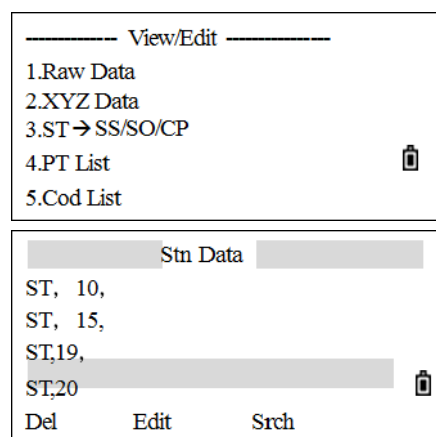 -------------- View/Edit ----------------
1.Raw Data
2.XYZ Data
3.ST→SS/SO/CP
4.PT List
5.Cod List
Stn Data
ST, 10,
ST, 15,
ST,19,
ST,20
Del Edit Srch